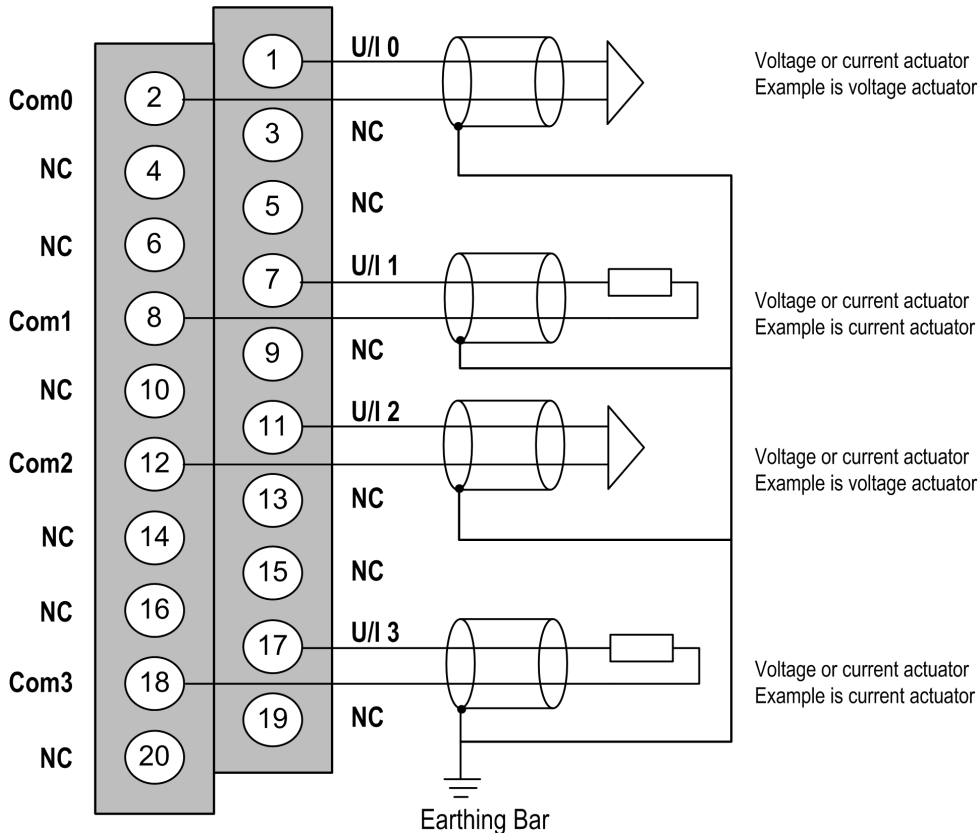 1 U/I 0
Voltage or current actuator
Example is voltage actuator
Com0 2
3 NC
NC 4
5 NC
NC 6
7 U/I 1
Voltage or current actuator
Example is current actuator
Com1 8
9 NC
NC 10
11 U/I 2
Voltage or current actuator
Example is voltage actuator
Com2 12
13 NC
NC 14
15 NC
NC 16
17 U/I 3
Voltage or current actuator
Example is current actuator
Com3 18
19 NC
NC 20
Earthing Bar